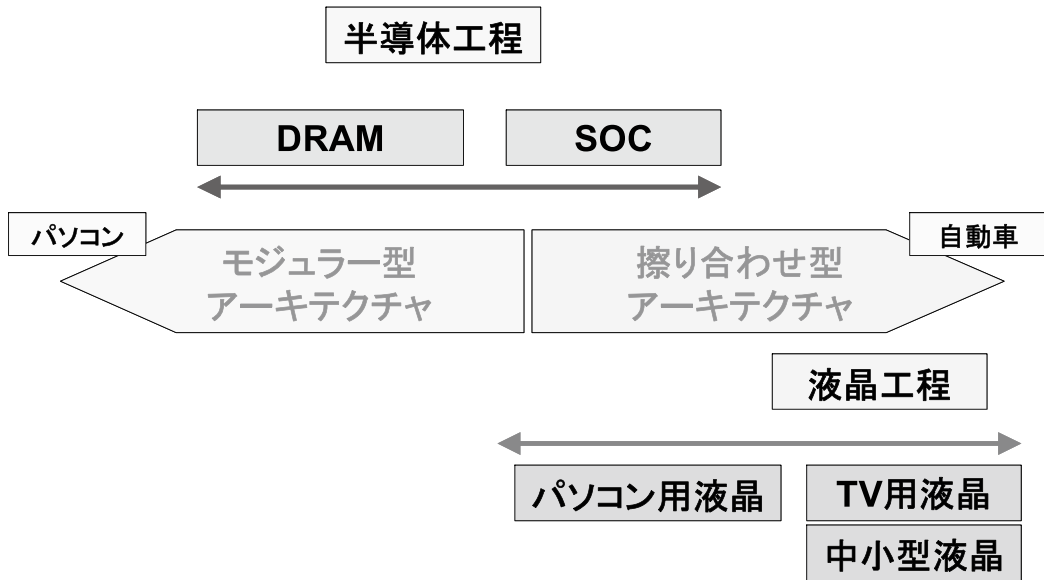 半導体工程
DRAM
SOC
パソコン
自動車
モジュラー型
アーキテクチャ
擦り合わせ型
アーキテクチャ
液晶工程
パソコン用液晶
TV用液晶
中小型液晶